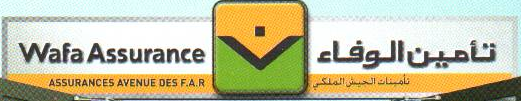 Wafa Assurance
تأمين الوفاء
ASSURANCES AVENUE DES F.A.R
تأمينات الجيش الملكي